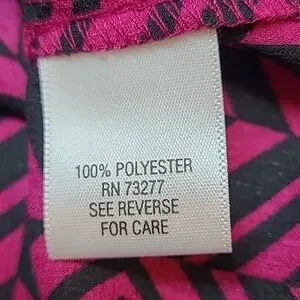 100% POLYESTER
RN 73277
SEE REVERSE
FOR CARE